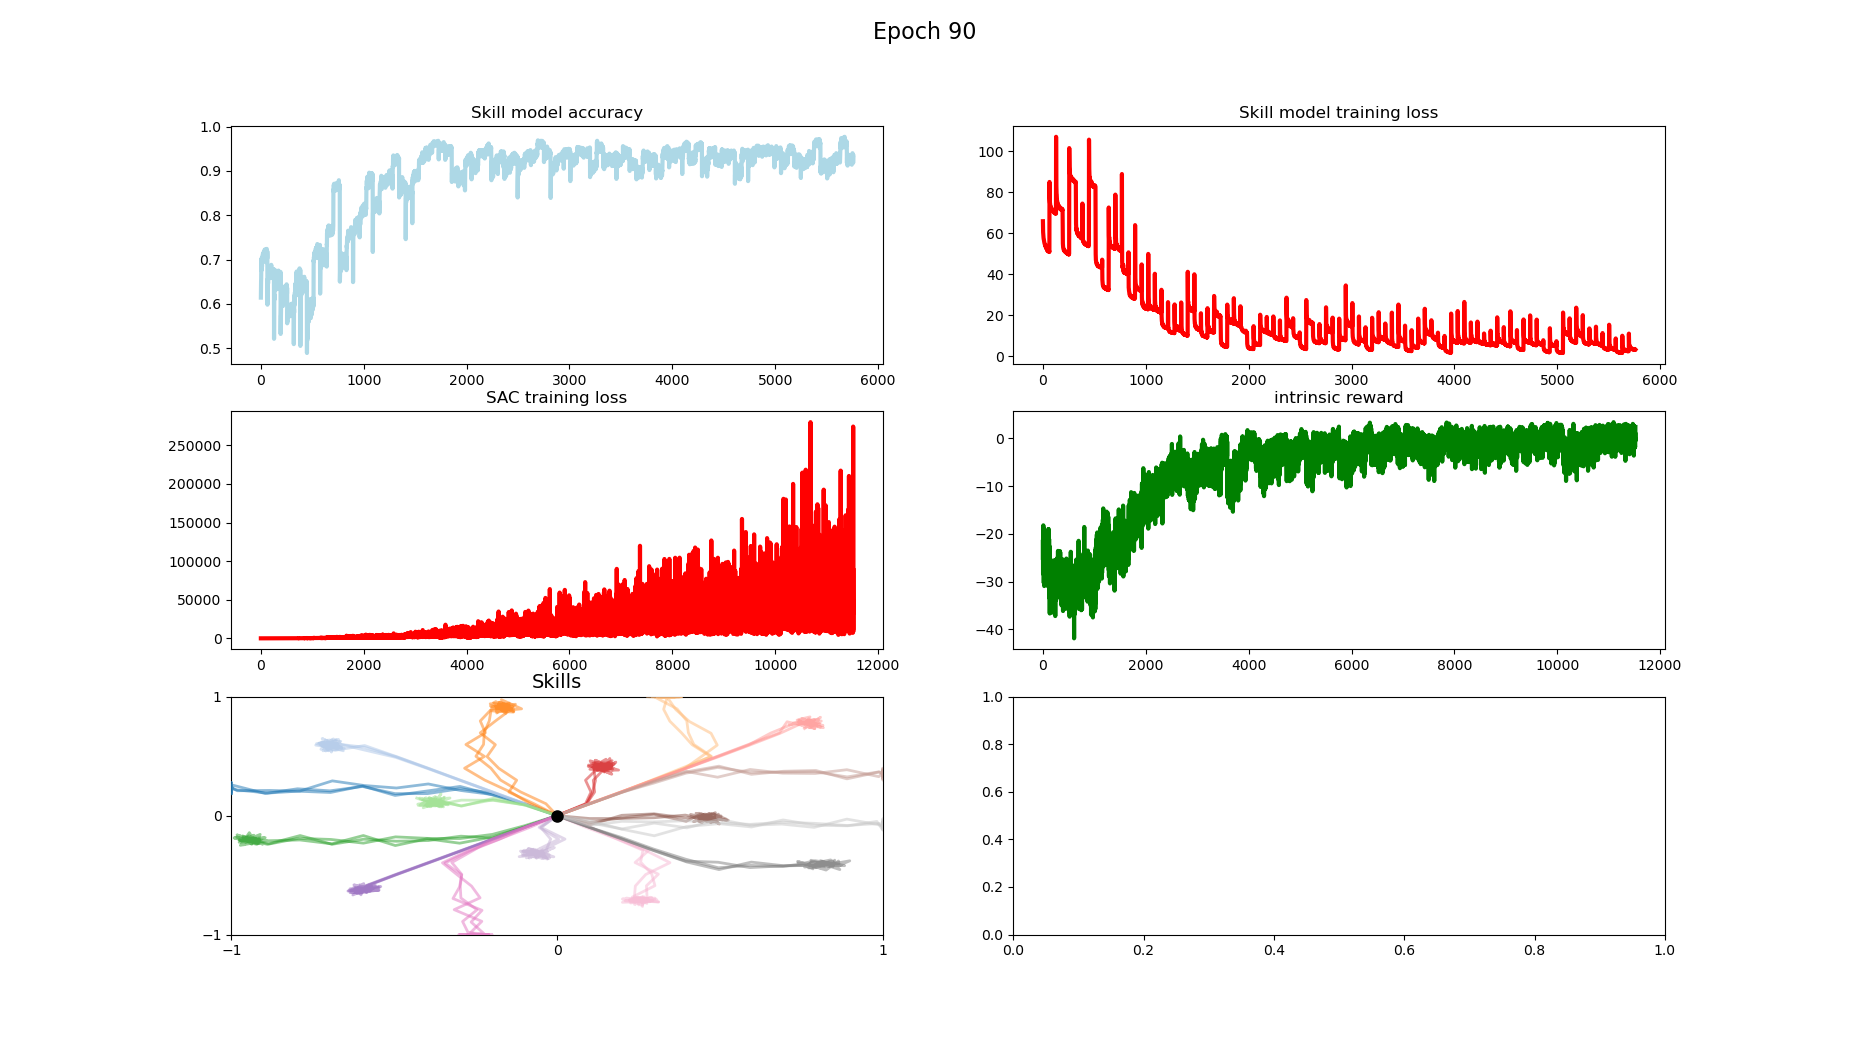 Epoch 90
Skill model accuracy
1.0
0.9
0.8
0.7
0.6
0.5
0 1000 2000 3000 4000 5000 6000
Skill model training loss
100
80
60
40
20
0
0 1000 2000 3000 4000 5000 6000
SAC training loss
250000
200000
150000
100000
50000
0
0 2000 4000 6000 8000 10000 12000
intrinsic reward
0
−10
−20
−30
−40
0 2000 4000 6000 8000 10000 12000
Skills
1
0
−1
−1 0 1
1.0
0.8
0.6
0.4
0.2
0.0
0.0 0.2 0.4 0.6 0.8 1.0